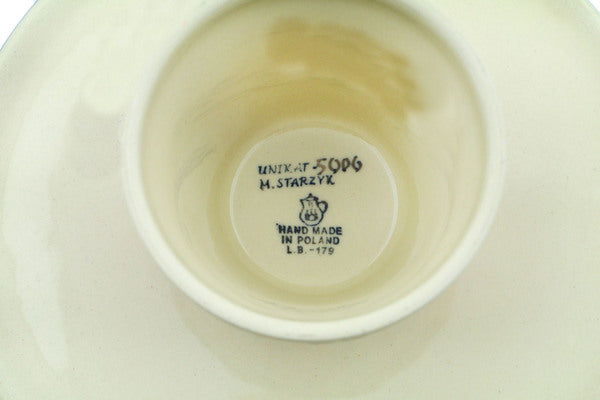 UNIKAT-5006
M. STARZYK
HAND MADE
IN POLAND
L.B.-179